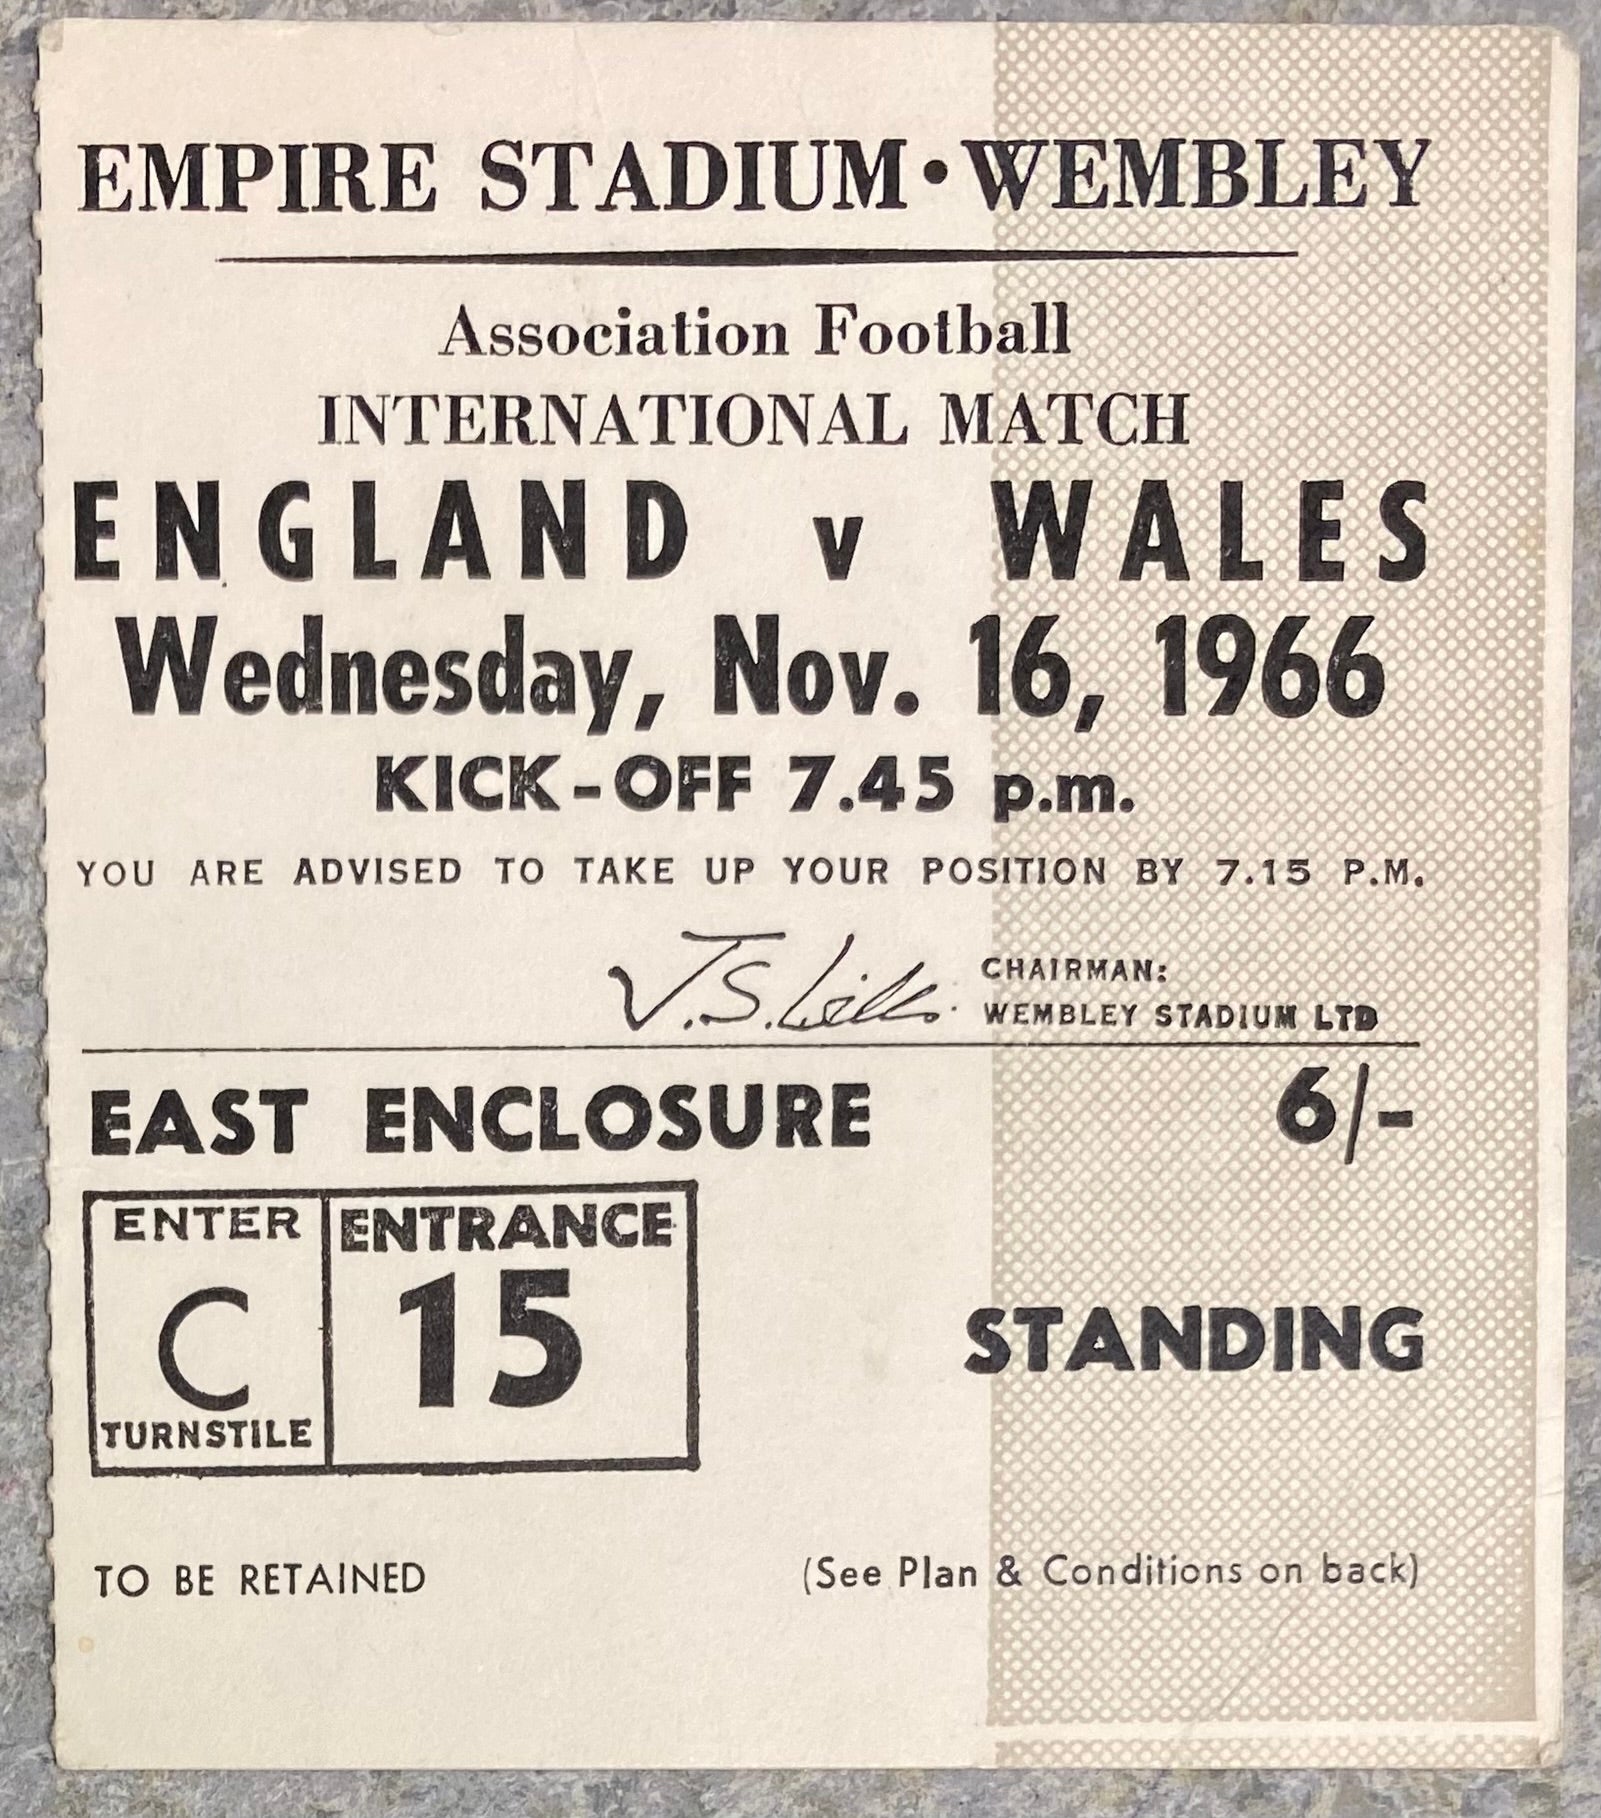 EMPIRE STADIUM • WEMBLEY
Association Football
INTERNATIONAL MATCH
ENGLAND v WALES
Wednesday, Nov. 16, 1966
KICK-OFF 7.45 p.m.
YOU ARE ADVISED TO TAKE UP YOUR POSITION BY 7.15 P.M.
J.S.
CHAIRMAN:
WEMBLEY STADIUM LTD
EAST ENCLOSURE 6/-
ENTER
C
TURNSTILE
ENTRANCE
15
STANDING
TO BE RETAINED (See Plan & Conditions on back)